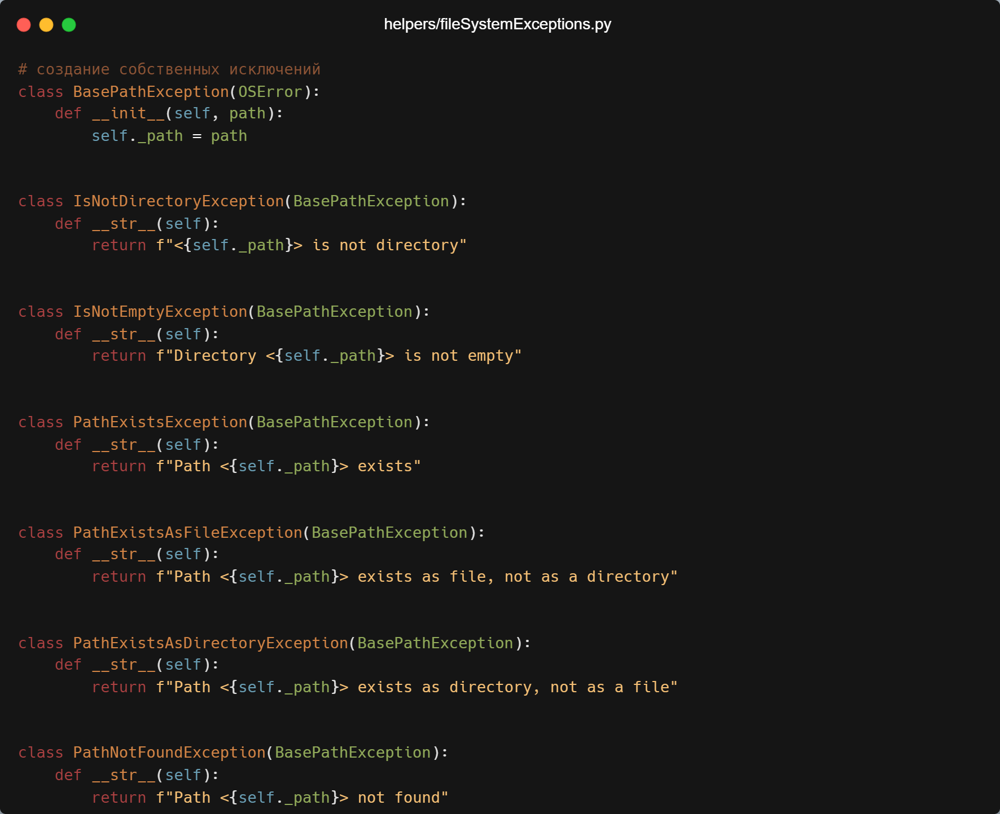 helpers/fileSystemExceptions.py
# создание собственных исключений
class BasePathException(OSError):
    def __init__(self, path):
        self._path = path
class IsNotDirectoryException(BasePathException):
    def __str__(self):
        return f"<{self._path}> is not directory"
class IsNotEmptyException(BasePathException):
    def __str__(self):
        return f"Directory <{self._path}> is not empty"
class PathExistsException(BasePathException):
    def __str__(self):
        return f"Path <{self._path}> exists"
class PathExistsAsFileException(BasePathException):
    def __str__(self):
        return f"Path <{self._path}> exists as file, not as a directory"
class PathExistsAsDirectoryException(BasePathException):
    def __str__(self):
        return f"Path <{self._path}> exists as directory, not as a file"
class PathNotFoundException(BasePathException):
    def __str__(self):
        return f"Path <{self._path}> not found"